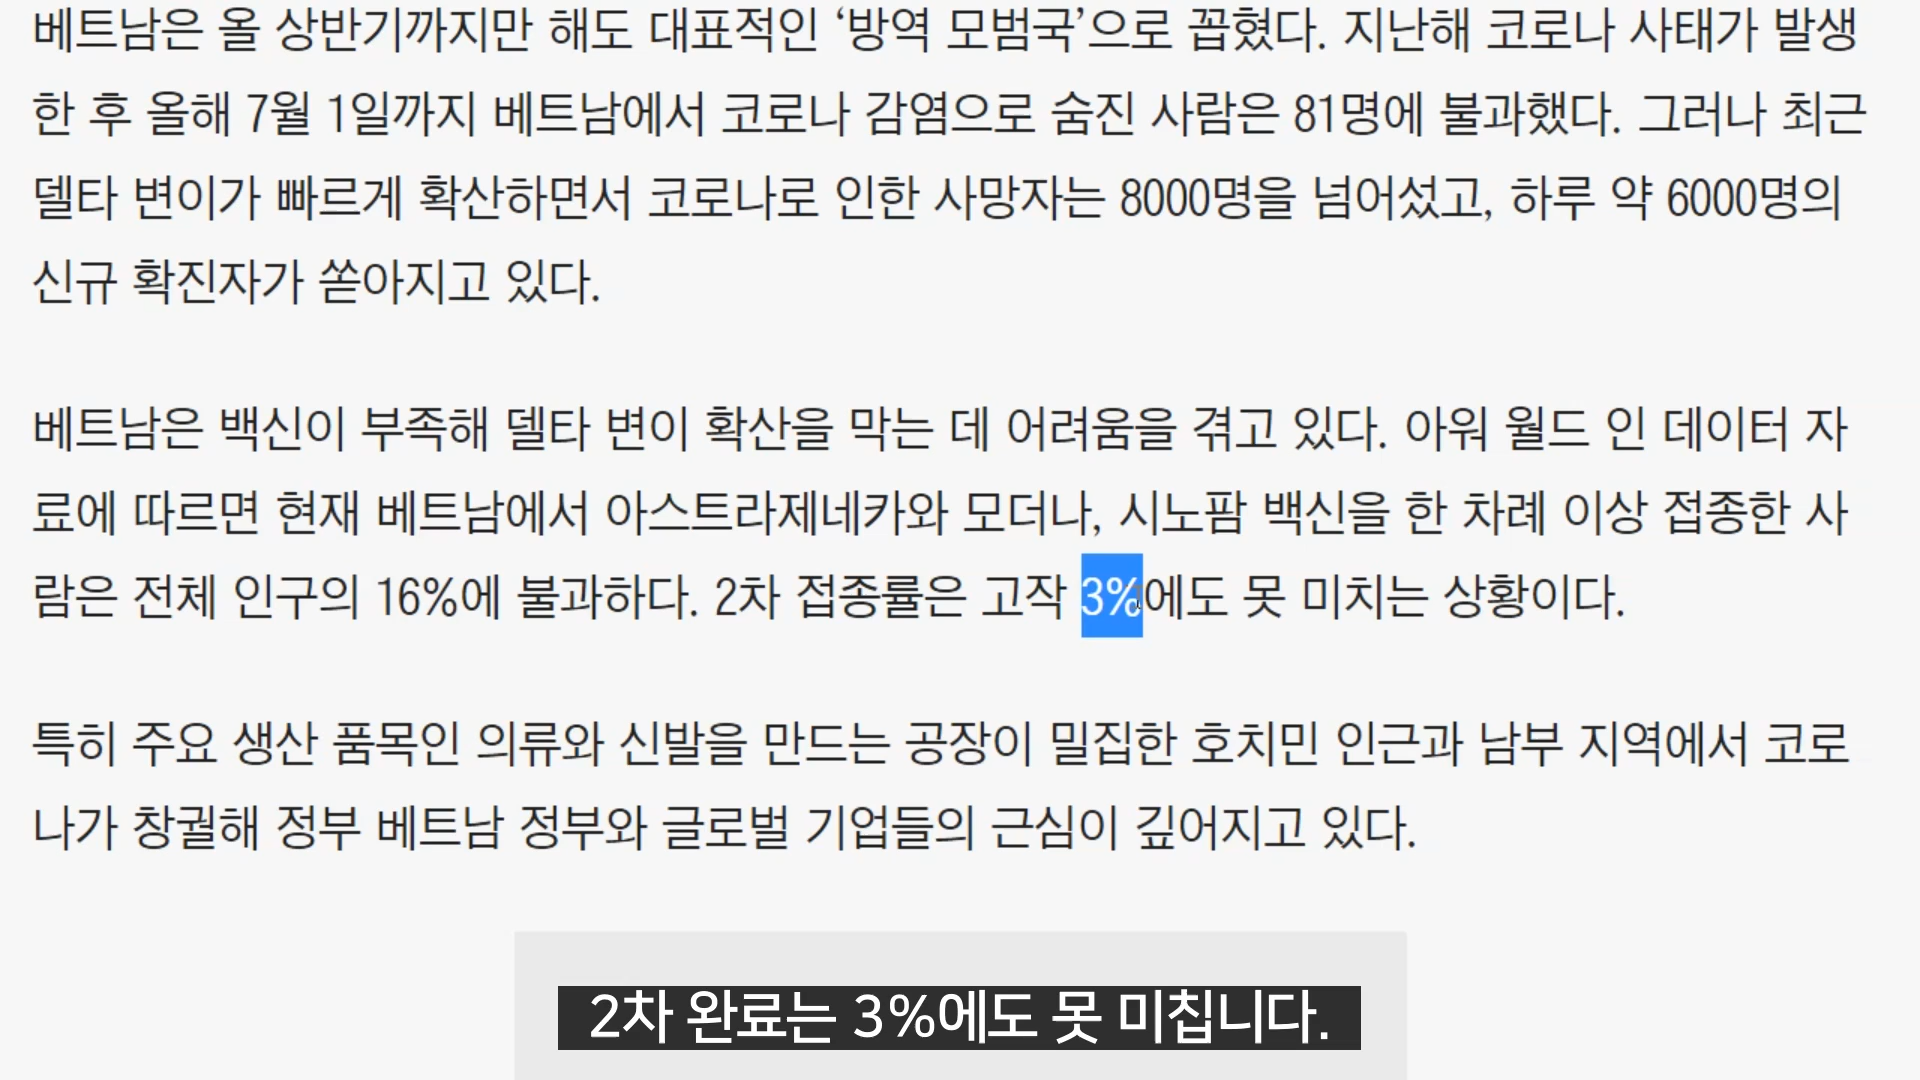 베트남은 올 상반기까지만 해도 대표적인 ‘방역 모범국’으로 꼽혔다. 지난해 코로나 사태가 발생
한 후 올해 7월 1일까지 베트남에서 코로나 감염으로 숨진 사람은 81명에 불과했다. 그러나 최근
델타 변이가 빠르게 확산하면서 코로나로 인한 사망자는 8000명을 넘어섰고, 하루 약 6000명의
신규 확진자가 쏟아지고 있다.
베트남은 백신이 부족해 델타 변이 확산을 막는 데 어려움을 겪고 있다. 아워 월드 인 데이터 자
료에 따르면 현재 베트남에서 아스트라제네카와 모더나, 시노팜 백신을 한 차례 이상 접종한 사
람은 전체 인구의 16%에 불과하다. 2차 접종률은 고작 3%에도 못 미치는 상황이다.
특히 주요 생산 품목인 의류와 신발을 만드는 공장이 밀집한 호치민 인근과 남부 지역에서 코로
나가 창궐해 정부 베트남 정부와 글로벌 기업들의 근심이 깊어지고 있다.
2차 완료는 3%에도 못 미칩니다.